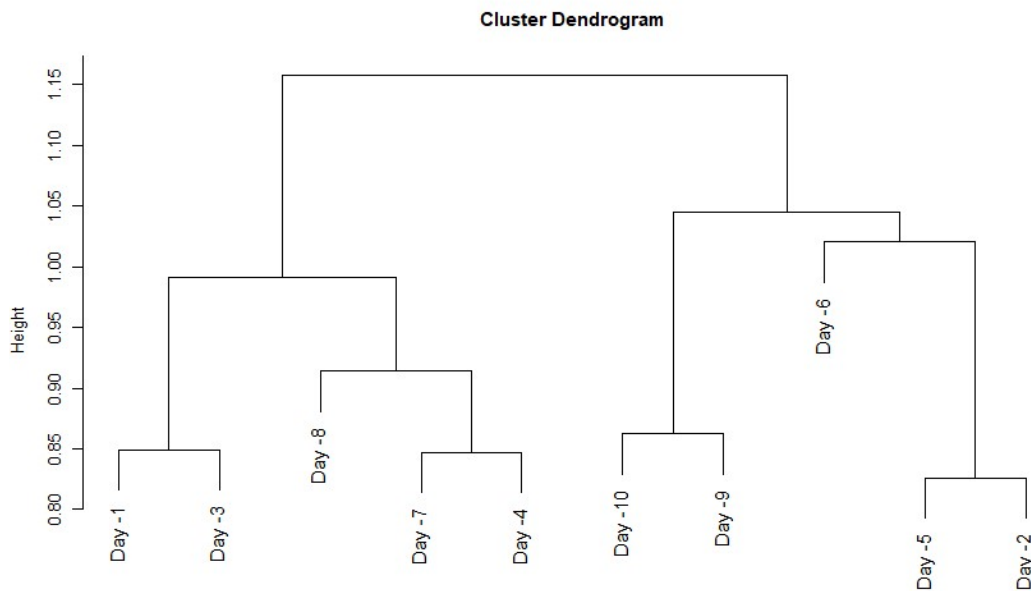 Cluster Dendrogram
Height
1.15
1.10
1.05
1.00
0.95
0.90
0.85
0.80
Day -1
Day -3
Day -8
Day -7
Day -4
Day -10
Day -9
Day -6
Day -5
Day -2